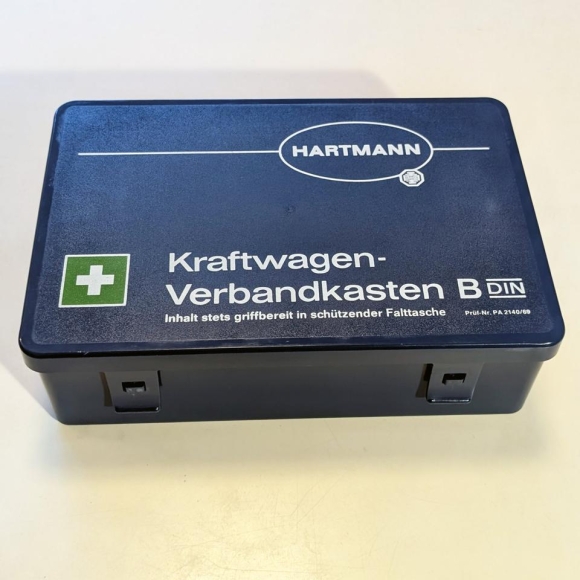 HARTMANN
Kraftwagen-
Verbandkasten B DIN
Inhalt stets griffbereit in schützender Falttasche Prüf-Nr. PA 2140/69